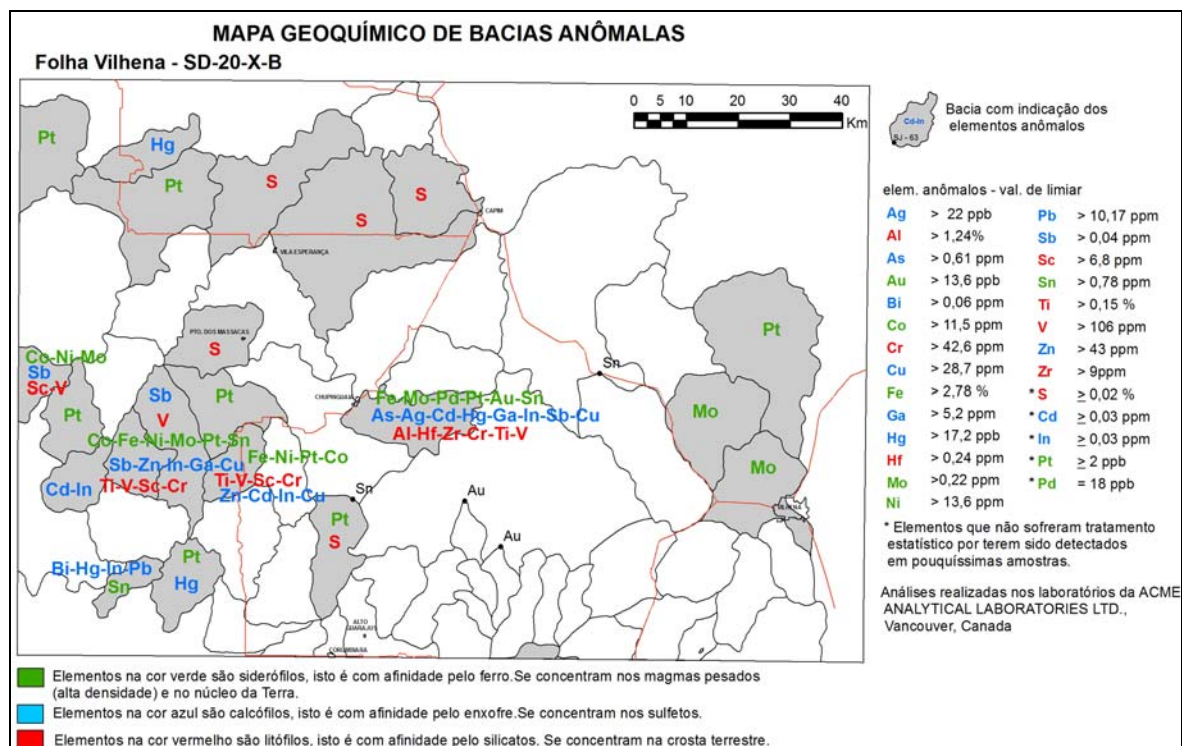 MAPA GEOQUÍMICO DE BACIAS ANÔMALAS
Folha Vilhena - SD-20-X-B
0 5 10 20 30 40
Km
Cd-In
SJ - 63
Bacia com indicação dos
elementos anômalos
Pt
Hg
Pt
S
S
S
CAPIM
VILA ESPERANÇA
PTO. DOS MASSACAS
S
Co-Ni-Mo
Sb
Sc-V
Pt
Sb
V
Pt
CHUPINGUAIA
Fe-Mo-Pd-Pt-Au-Sn
As-Ag-Cd-Hg-Ga-In-Sb-Cu
Al-Hf-Zr-Cr-Ti-V
Sn
Pt
Mo
Mo
VILHENA
Co-Fe-Ni-Mo-Pt-Sn
Sb-Zn-In-Ga-Cu
Ti-V-Sc-Cr
Fe-Ni-Pt-Co
Ti-V-Sc-Cr
Zn-Cd-In-Cu
Cd-In
Sn
Pt
S
Au
Au
Bi-Hg-In-Pb
Sn
Pt
Hg
ALTO
GUARAJUS
CORUMBIARA
elem. anômalos - val. de limiar
Ag > 22 ppb
Al > 1,24%
As > 0,61 ppm
Au > 13,6 ppb
Bi > 0,06 ppm
Co > 11,5 ppm
Cr > 42,6 ppm
Cu > 28,7 ppm
Fe > 2,78 %
Ga > 5,2 ppm
Hg > 17,2 ppb
Hf > 0,24 ppm
Mo >0,22 ppm
Ni > 13,6 ppm
Pb > 10,17 ppm
Sb > 0,04 ppm
Sc > 6,8 ppm
Sn > 0,78 ppm
Ti > 0,15 %
V > 106 ppm
Zn > 43 ppm
Zr > 9ppm
* S ≥ 0,02 %
* Cd ≥ 0,03 ppm
* In ≥ 0,03 ppm
* Pt ≥ 2 ppb
* Pd = 18 ppb
* Elementos que não sofreram tratamento
estatístico por terem sido detectados
em pouquíssimas amostras.
Análises realizadas nos laboratórios da ACME
ANALYTICAL LABORATORIES LTD.,
Vancouver, Canada
Elementos na cor verde são siderófilos, isto é com afinidade pelo ferro.Se concentram nos magmas pesados
(alta densidade) e no núcleo da Terra.
Elementos na cor azul são calcófilos, isto é com afinidade pelo enxofre.Se concentram nos sulfetos.
Elementos na cor vermelho são litófilos, isto é com afinidade pelo silicatos. Se concentram na crosta terrestre.